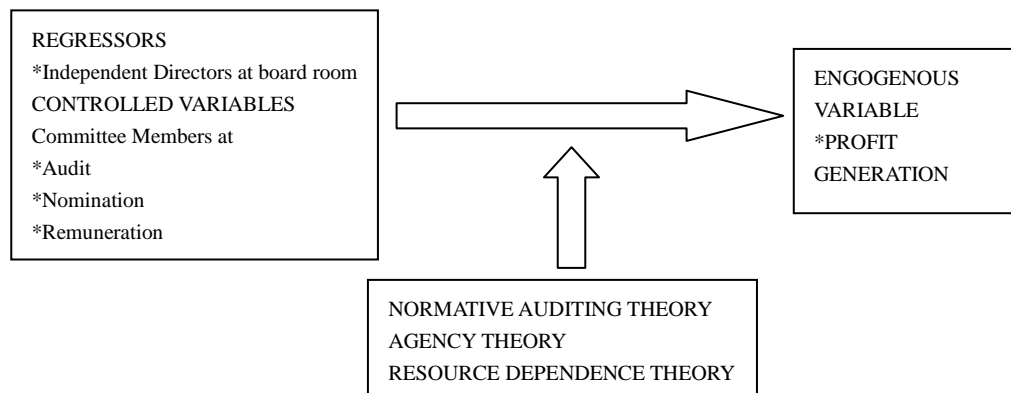 REGRESSORS
*Independent Directors at board room
CONTROLLED VARIABLES
Committee Members at
*Audit
*Nomination
*Remuneration
ENGOGENOUS
VARIABLE
*PROFIT
GENERATION
NORMATIVE AUDITING THEORY
AGENCY THEORY
RESOURCE DEPENDENCE THEORY